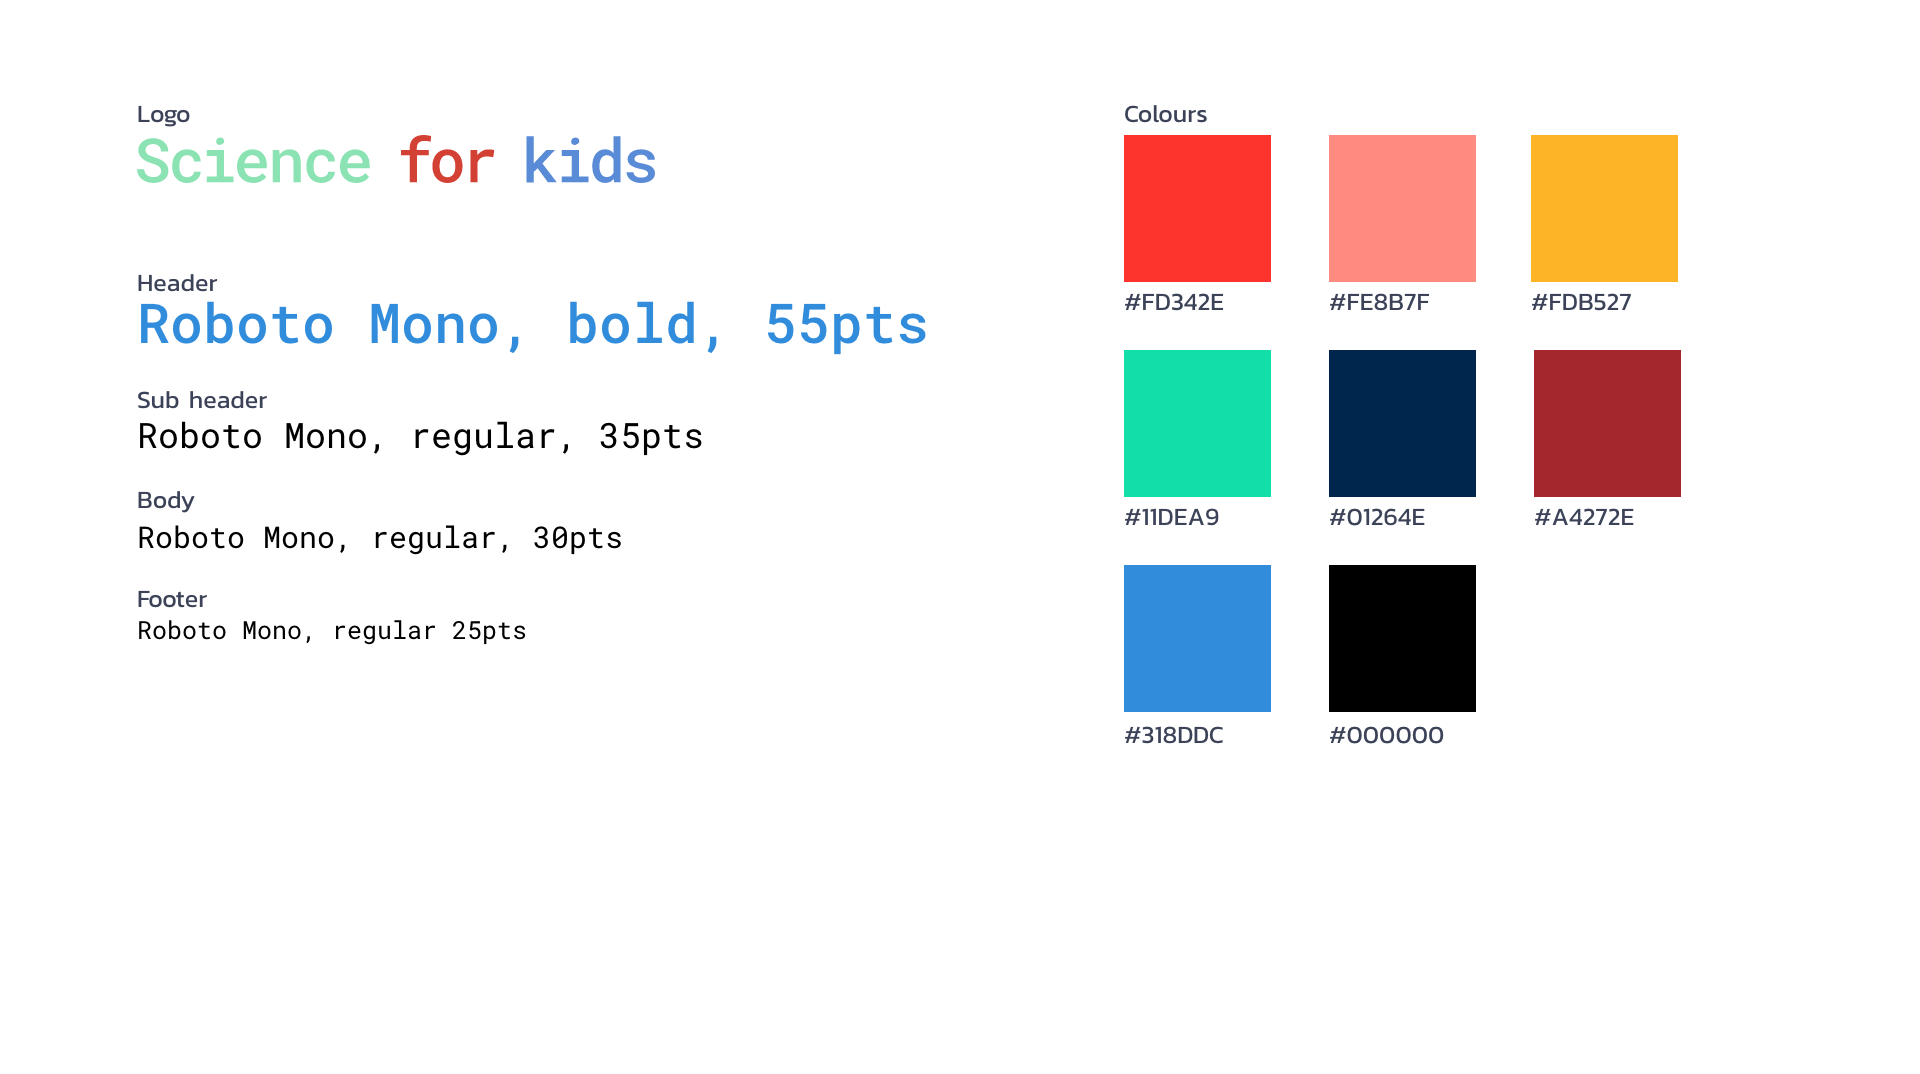 Logo
Science for kids
Header
Roboto Mono, bold, 55pts
Sub header
Roboto Mono, regular, 35pts
Body
Roboto Mono, regular, 30pts
Footer
Roboto Mono, regular 25pts
Colours
#FD342E
#FE8B7F
#FDB527
#11DEA9
#01264E
#A4272E
#318DDC
#000000